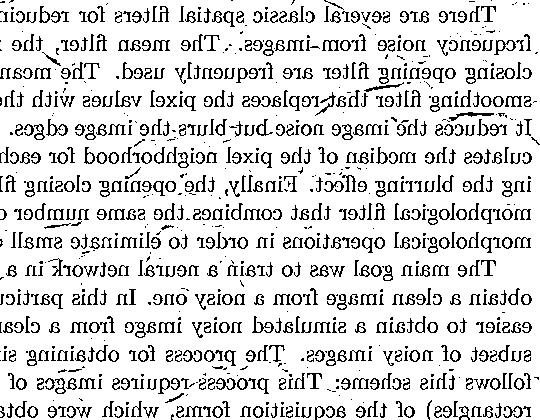 There are several classic spatial filters for reducin
frequency noise from images. The mean filter, the
closing opening filter are frequently used. The mean
smoothing filter that replaces the pixel values with the
It reduces the image noise but blurs the image edges.
culates the median of the pixel neighborhood for each
ing the blurring effect. Finally, the opening closing fil
morphological filter that combines the same number o
morphological operations in order to eliminate small
The main goal was to train a neural network in a
obtain a clean image from a noisy one. In this particu
easier to obtain a simulated noisy image from a clean
subset of noisy images. The process for obtaining si
follows this scheme: This process requires images of
rectangles) of the acquisition forms, which were obta